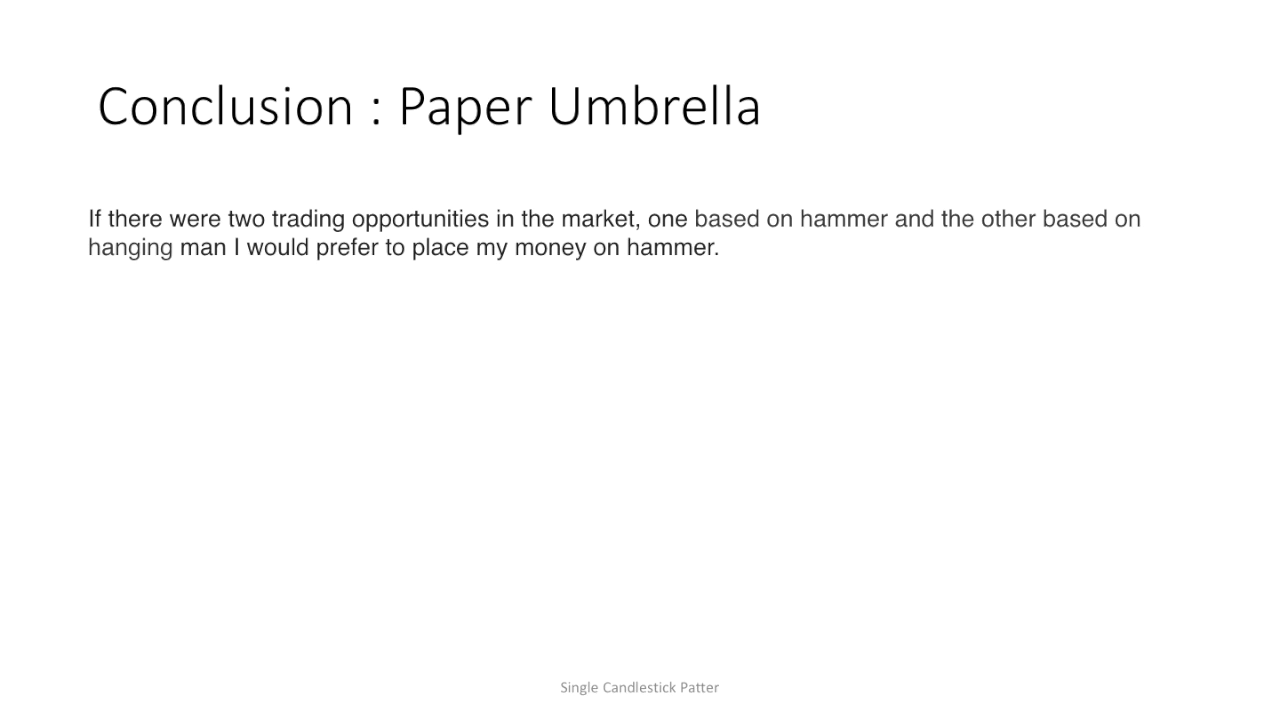 Conclusion : Paper Umbrella
If there were two trading opportunities in the market, one based on hammer and the other based on
hanging man I would prefer to place my money on hammer.
Single Candlestick Patter